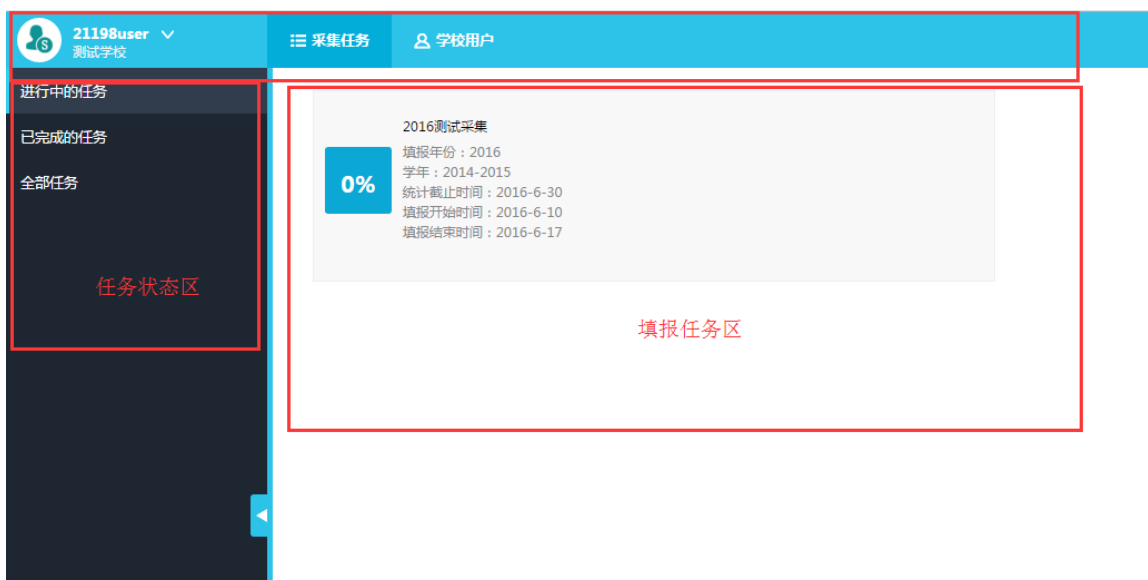 21198user
测试学校
采集任务
学校用户
进行中的任务
已完成的任务
全部任务
任务状态区
2016测试采集
填报年份：2016
学年：2014-2015
统计截止时间：2016-6-30
填报开始时间：2016-6-10
填报结束时间：2016-6-17
0%
填报任务区